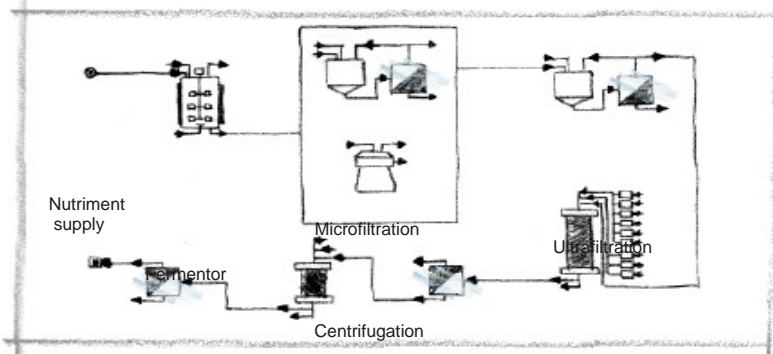 Nutriment
supply
Microfiltration
Ultrafiltration
Fermentor
Centrifugation